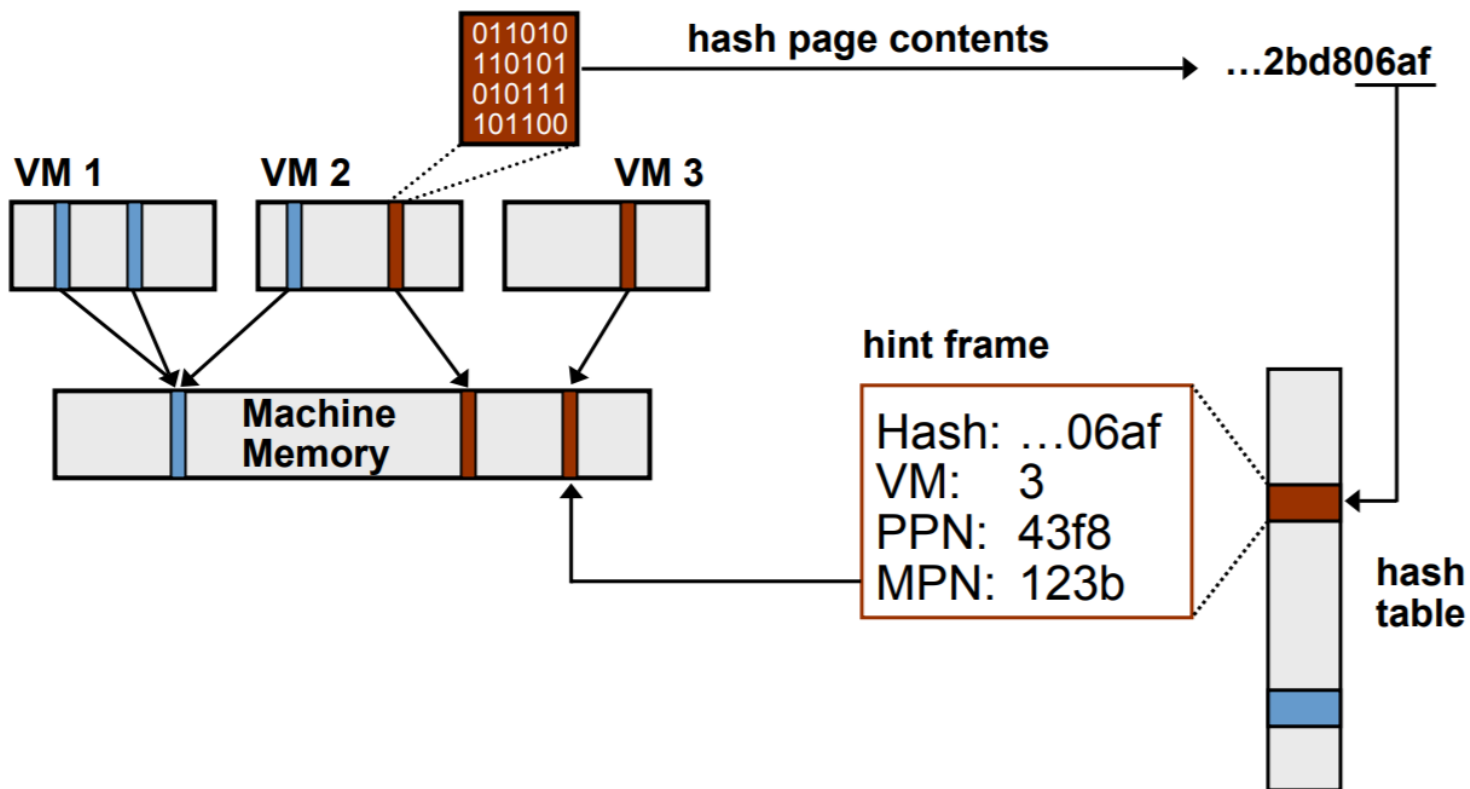 011010
110101
010111
101100
hash page contents
...2bd806af
VM 1
VM 2
VM 3
Machine
Memory
hint frame
Hash: ...06af
VM: 3
PPN: 43f8
MPN: 123b
hash
table